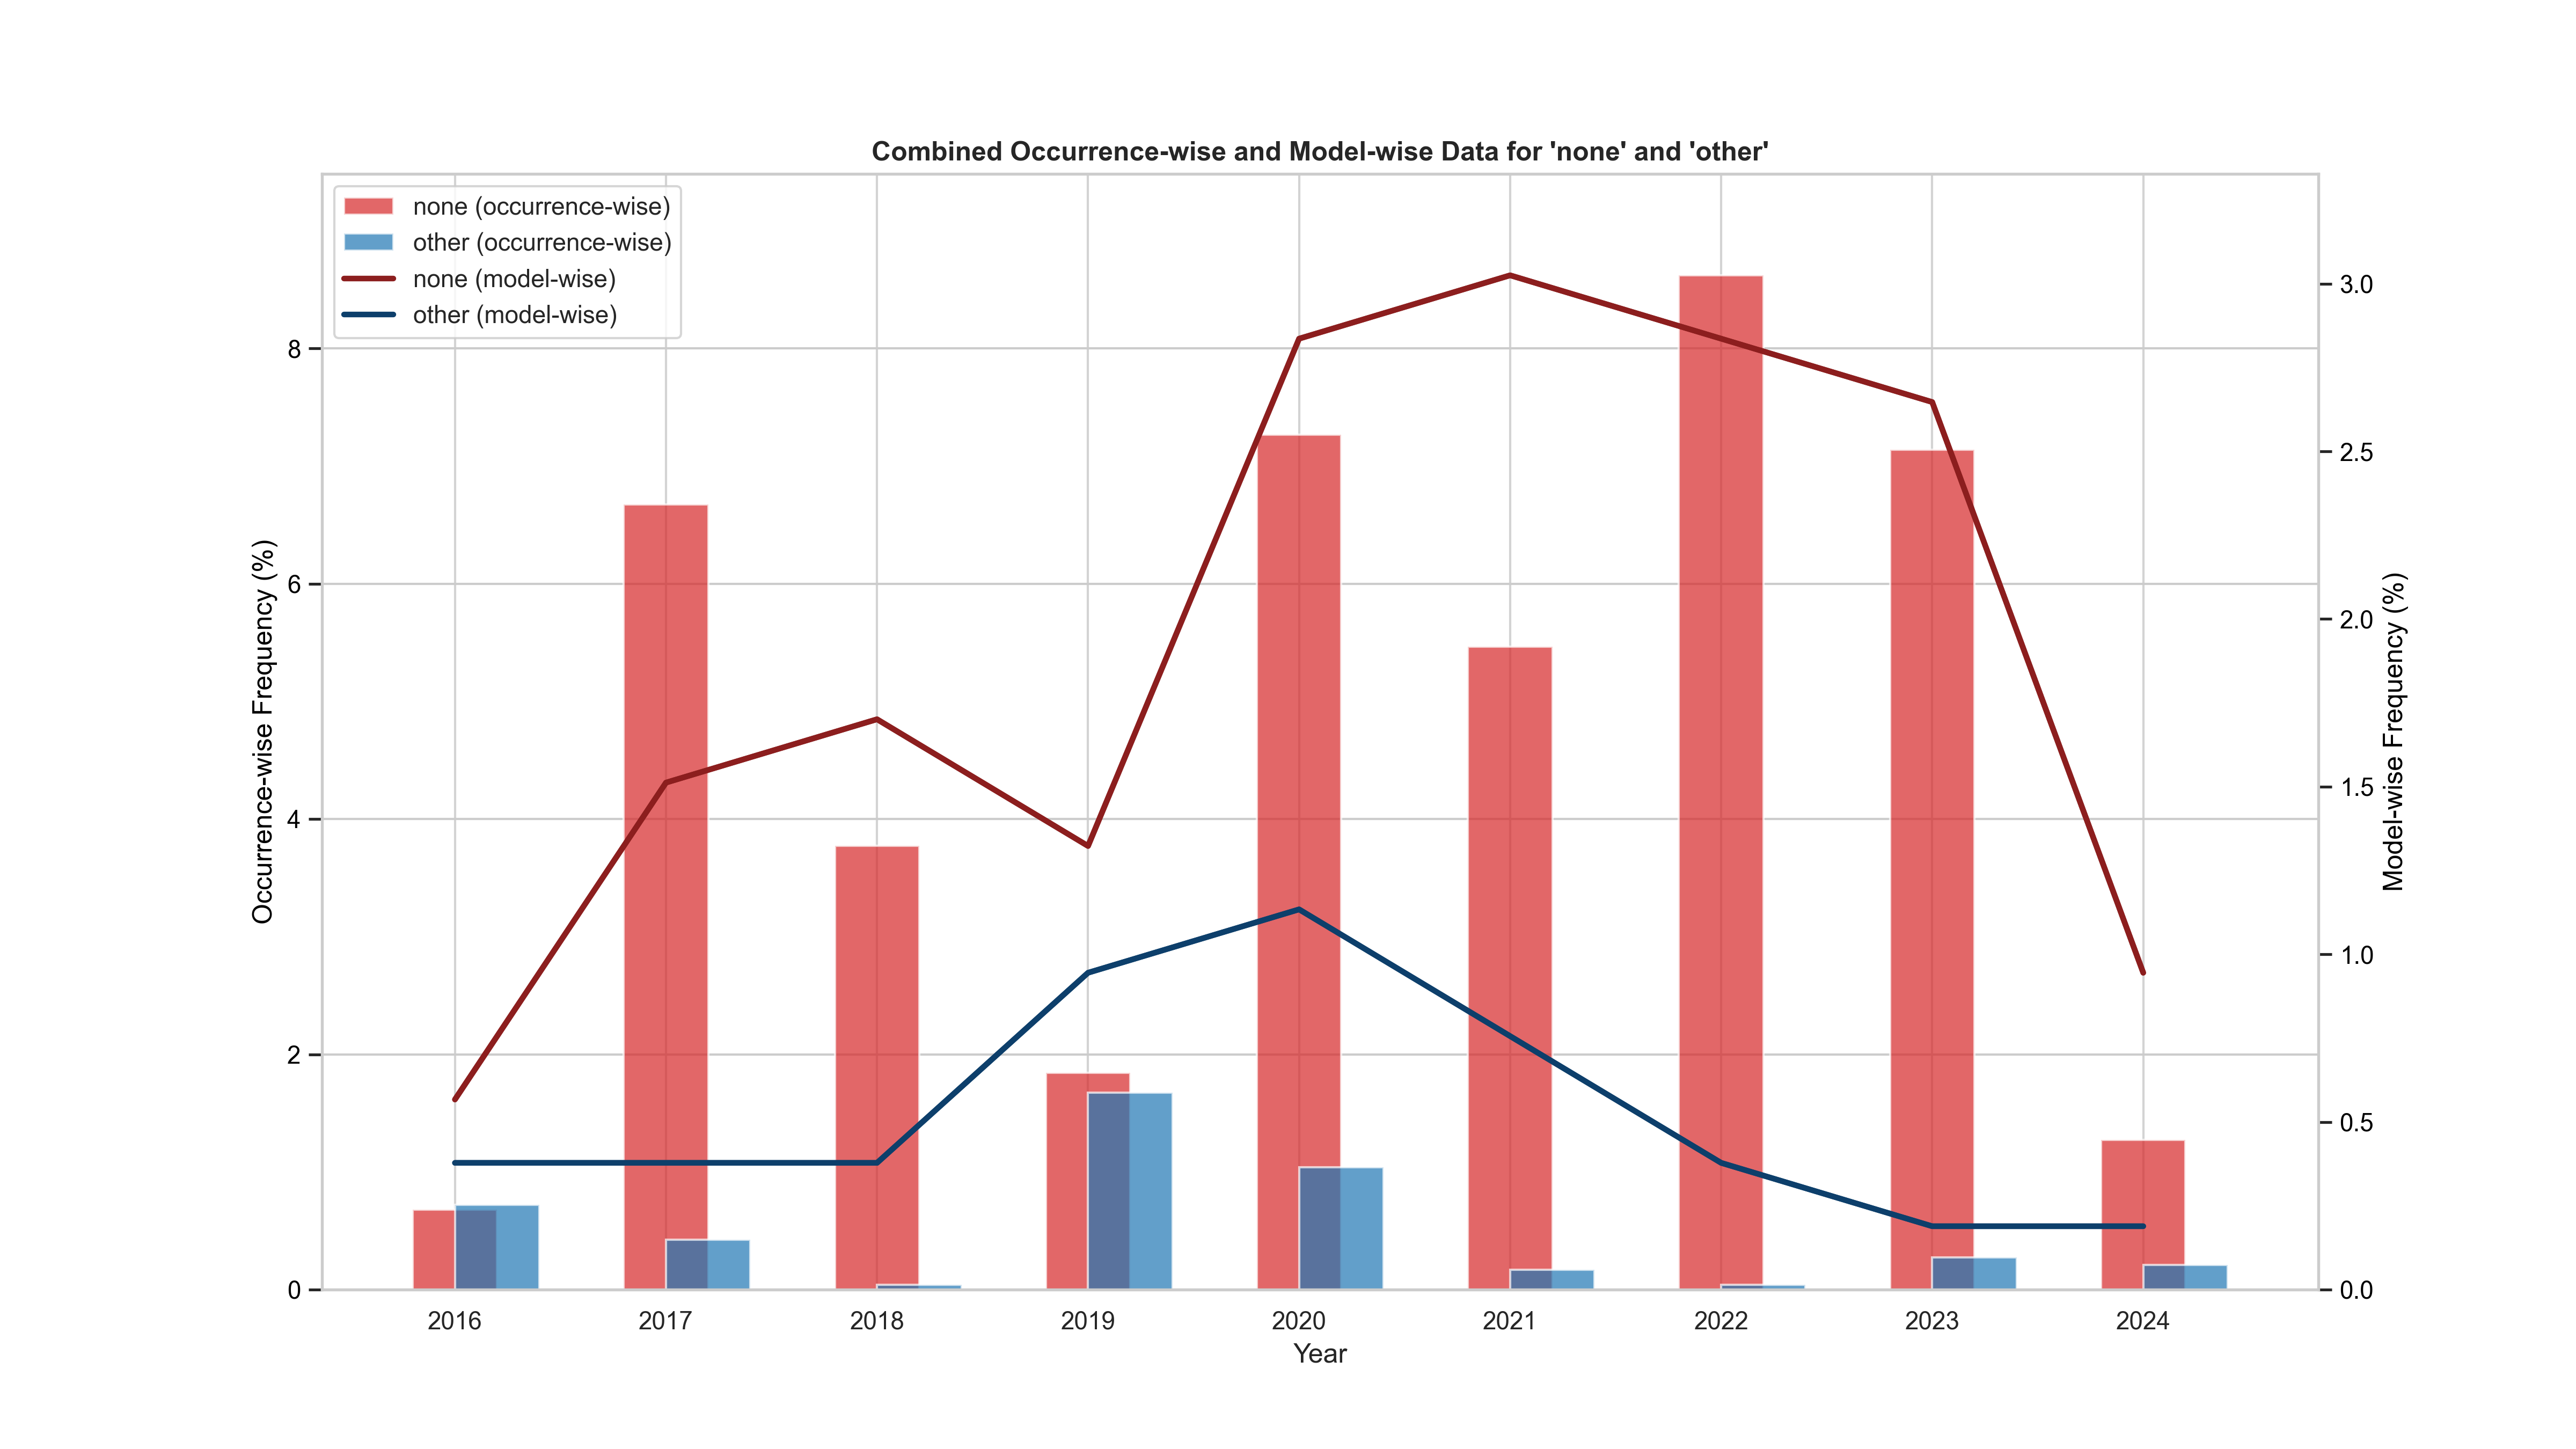 Combined Occurrence-wise and Model-wise Data for 'none' and 'other'
none (occurrence-wise)
other (occurrence-wise)
none (model-wise)
other (model-wise)
Occurrence-wise Frequency (%)
8
6
4
2
0
3.0
2.5
2.0
1.5
1.0
0.5
0.0
Model-wise Frequency (%)
2016 2017 2018 2019 2020 2021 2022 2023 2024
Year